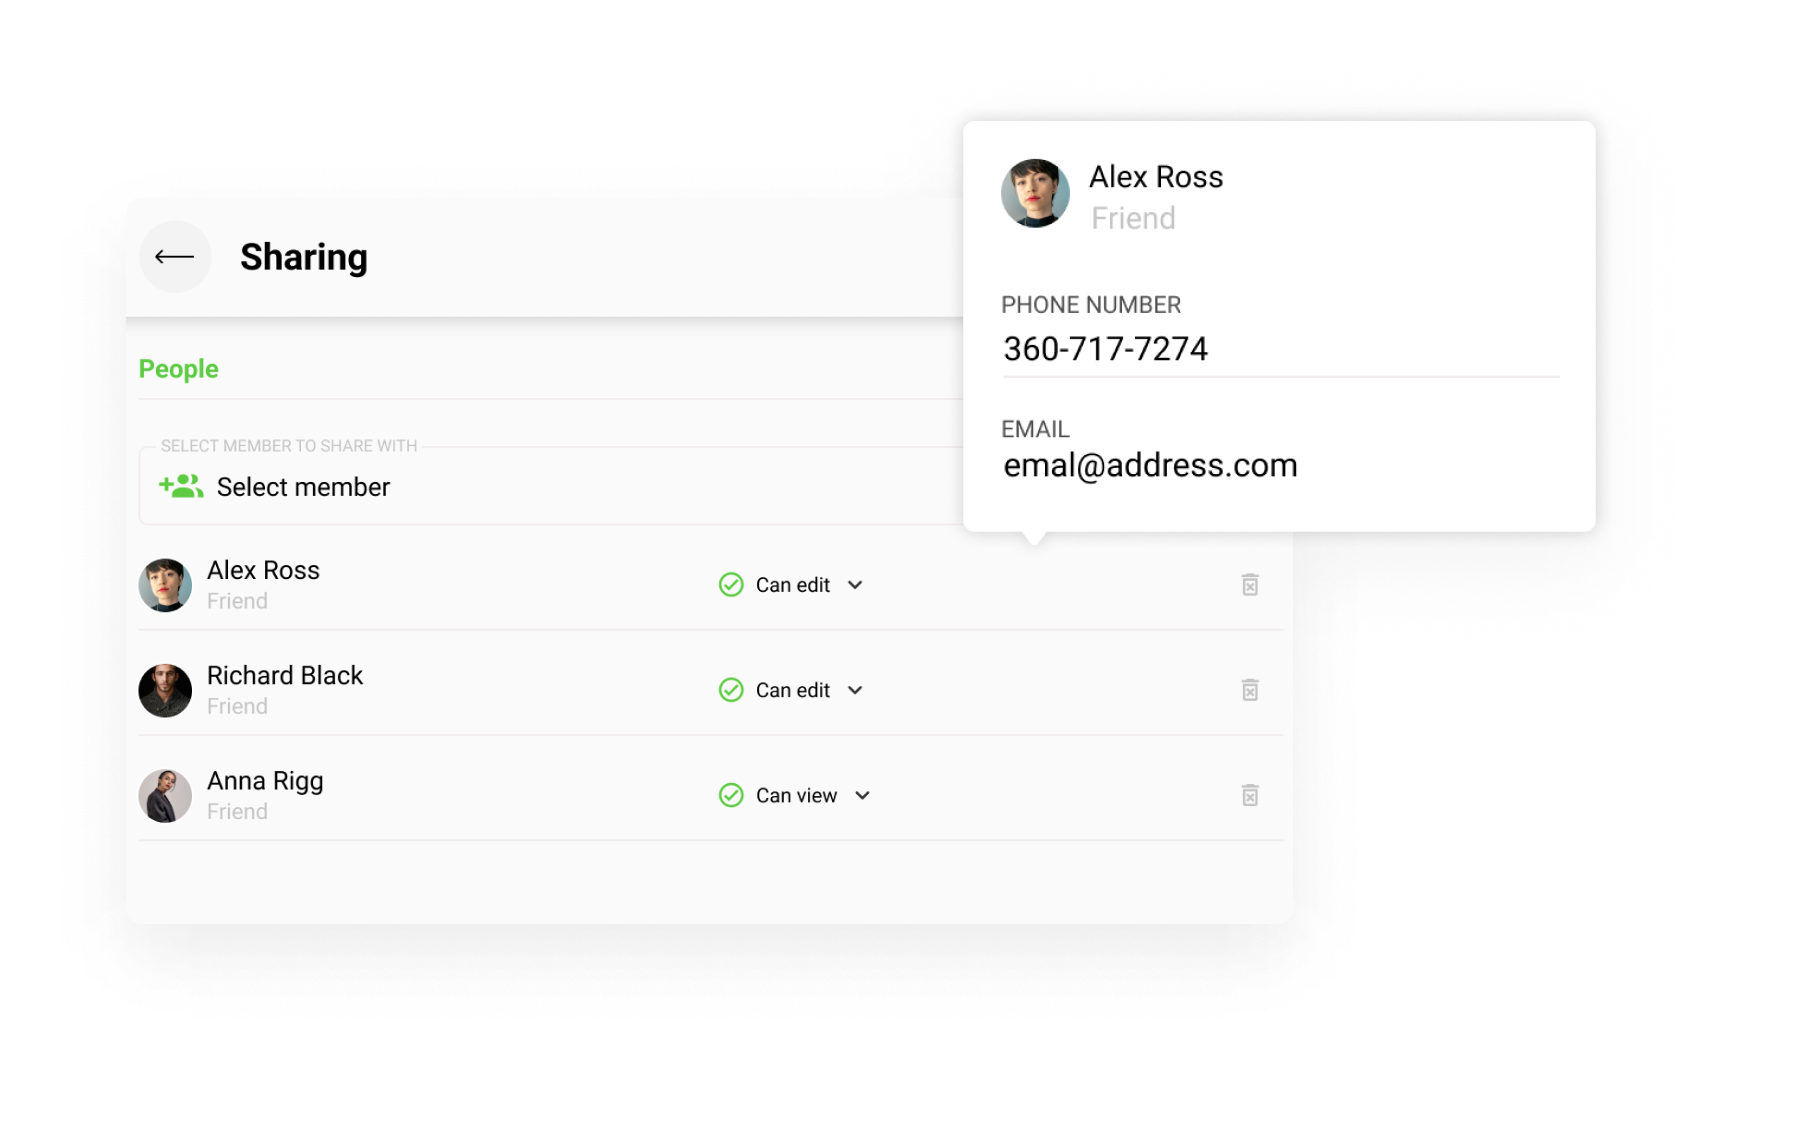 Sharing
People
SELECT MEMBER TO SHARE WITH
Select member
Alex Ross
Friend
Can edit
Richard Black
Friend
Can edit
Anna Rigg
Friend
Can view
Alex Ross
Friend
PHONE NUMBER
360-717-7274
EMAIL
emal@address.com